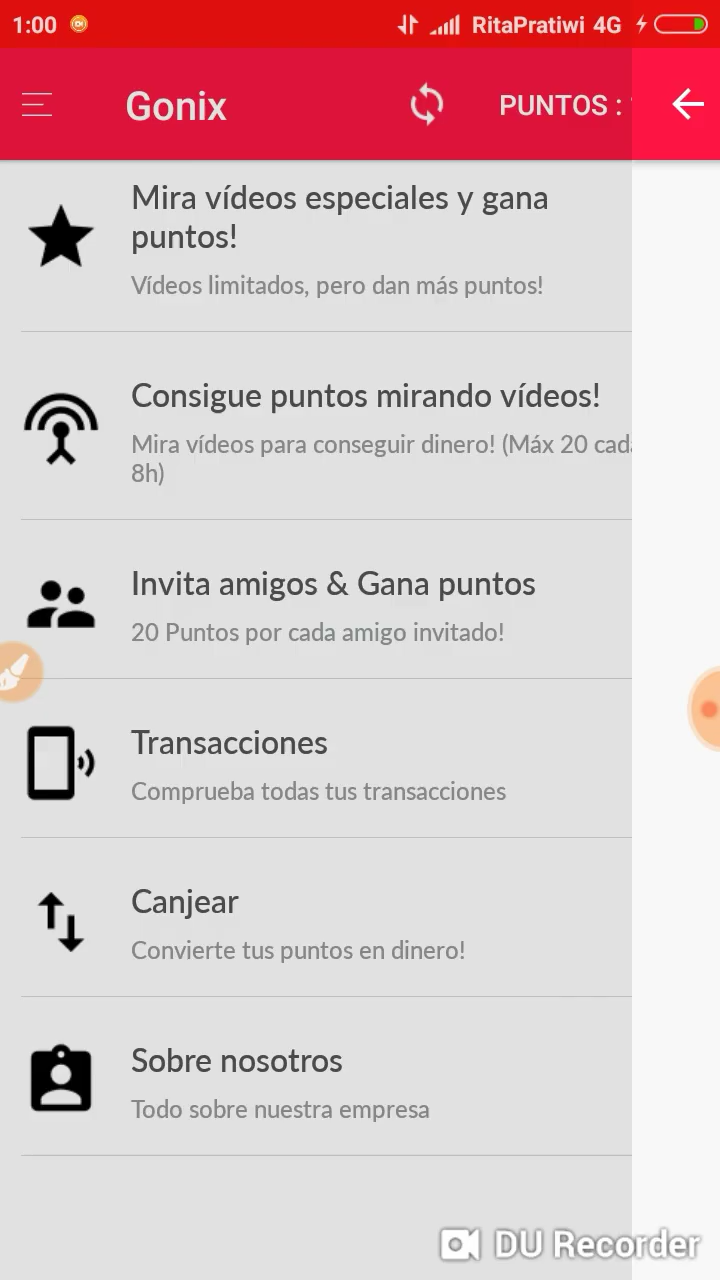 1:00 RitaPratiwi 4G
Gonix PUNTOS :
Mira vídeos especiales y gana
puntos!
Vídeos limitados, pero dan más puntos!
Consigue puntos mirando vídeos!
Mira vídeos para conseguir dinero! (Máx 20 cada
8h)
Invita amigos & Gana puntos
20 Puntos por cada amigo invitado!
Transacciones
Comprueba todas tus transacciones
Canjear
Convierte tus puntos en dinero!
Sobre nosotros
Todo sobre nuestra empresa
DU Recorder